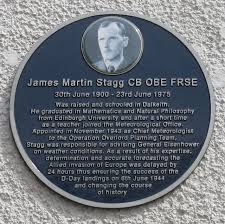 James Martin Stagg CB OBE FRSE
30th June 1900 - 23rd June 1975
Was raised and schooled in Dalkeith.
He graduated in Mathematics and Natural Philosophy
from Edinburgh University and after a short time
as a teacher joined the Meteorological Office.
Appointed in November 1943 as Chief Meteorologist
to the Operation Overlord Planning Team,
Stagg was responsible for advising General Eisenhower
on weather conditions. As a result of his expertise,
determination and accurate forecasting the
Allied invasion of Europe was delayed by
24 hours thus ensuring the success of the
D-Day landings on 6th June 1944
and changing the course
of history